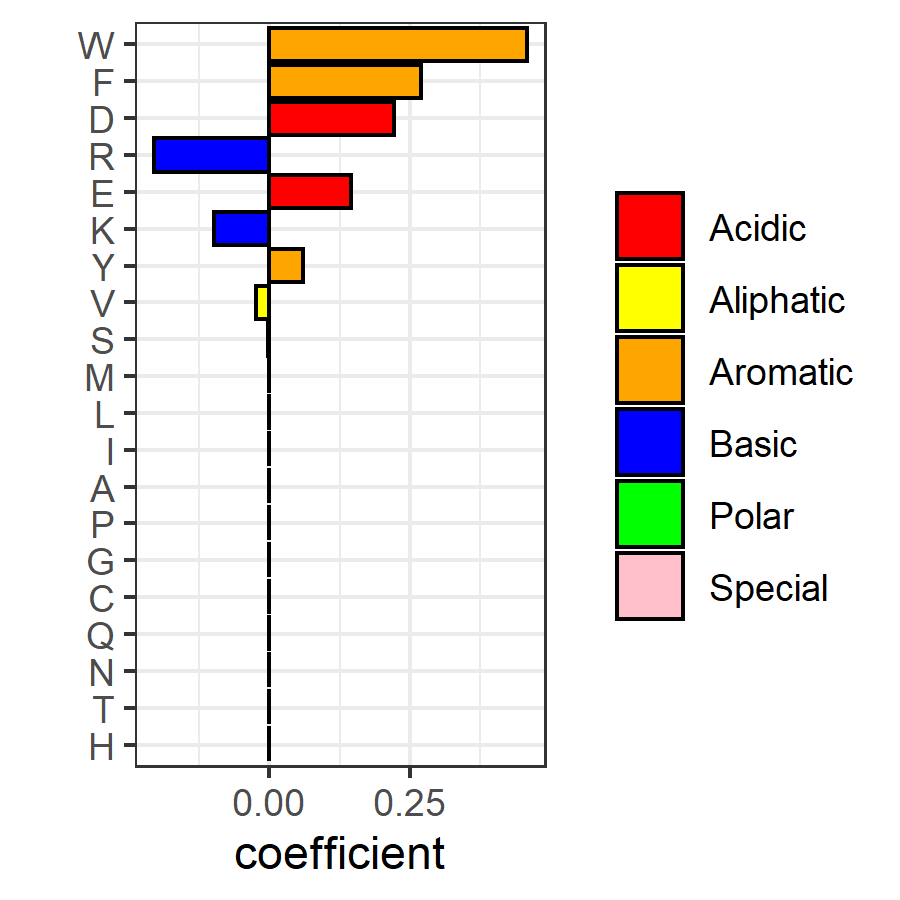 W
F
D
R
E
K
Y
V
S
M
L
I
A
P
G
C
Q
N
T
H
0.00 0.25
coefficient
Acidic
Aliphatic
Aromatic
Basic
Polar
Special